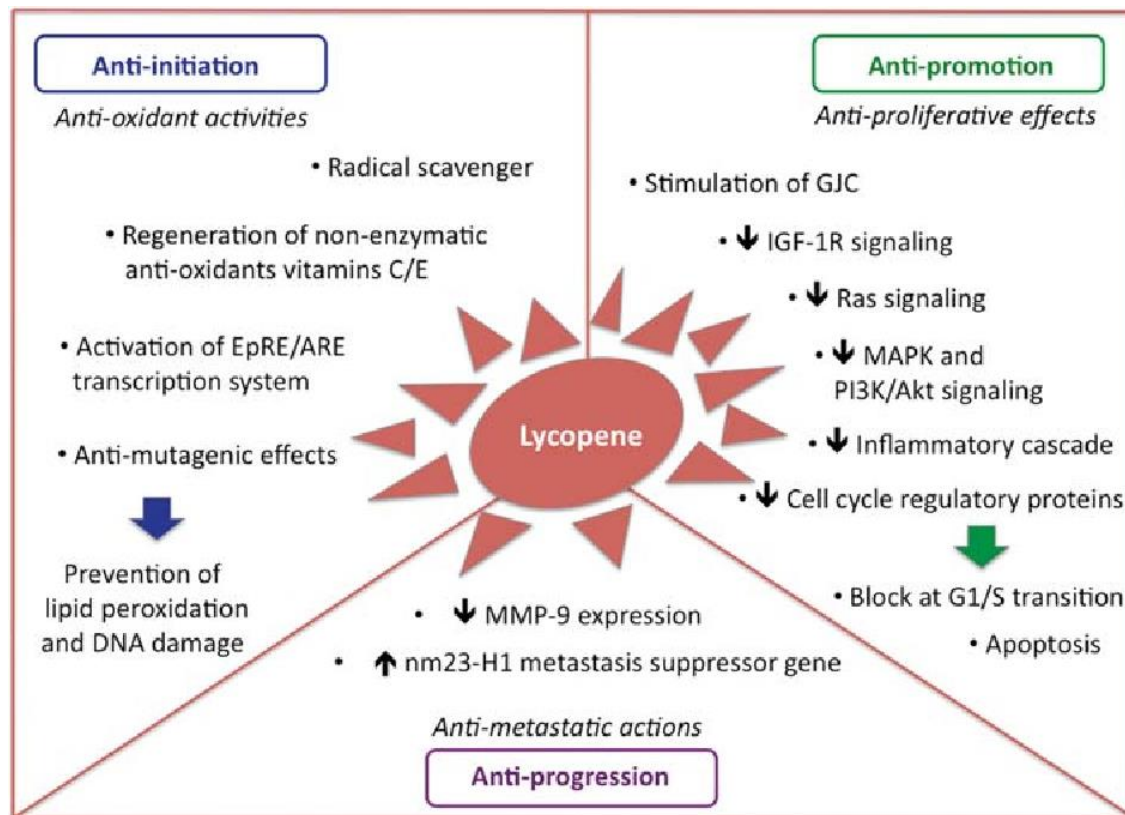 Anti-initiation
Anti-oxidant activities
• Radical scavenger
• Regeneration of non-enzymatic
anti-oxidants vitamins C/E
• Activation of EpRE/ARE
transcription system
• Anti-mutagenic effects
Prevention of
lipid peroxidation
and DNA damage
Anti-promotion
Anti-proliferative effects
• Stimulation of GJC
• ↓ IGF-1R signaling
• ↓ Ras signaling
• ↓ MAPK and
PI3K/Akt signaling
• ↓ Inflammatory cascade
• ↓ Cell cycle regulatory proteins
• Block at G1/S transition
• Apoptosis
Lycopene
• ↓ MMP-9 expression
• ↑ nm23-H1 metastasis suppressor gene
Anti-metastatic actions
Anti-progression